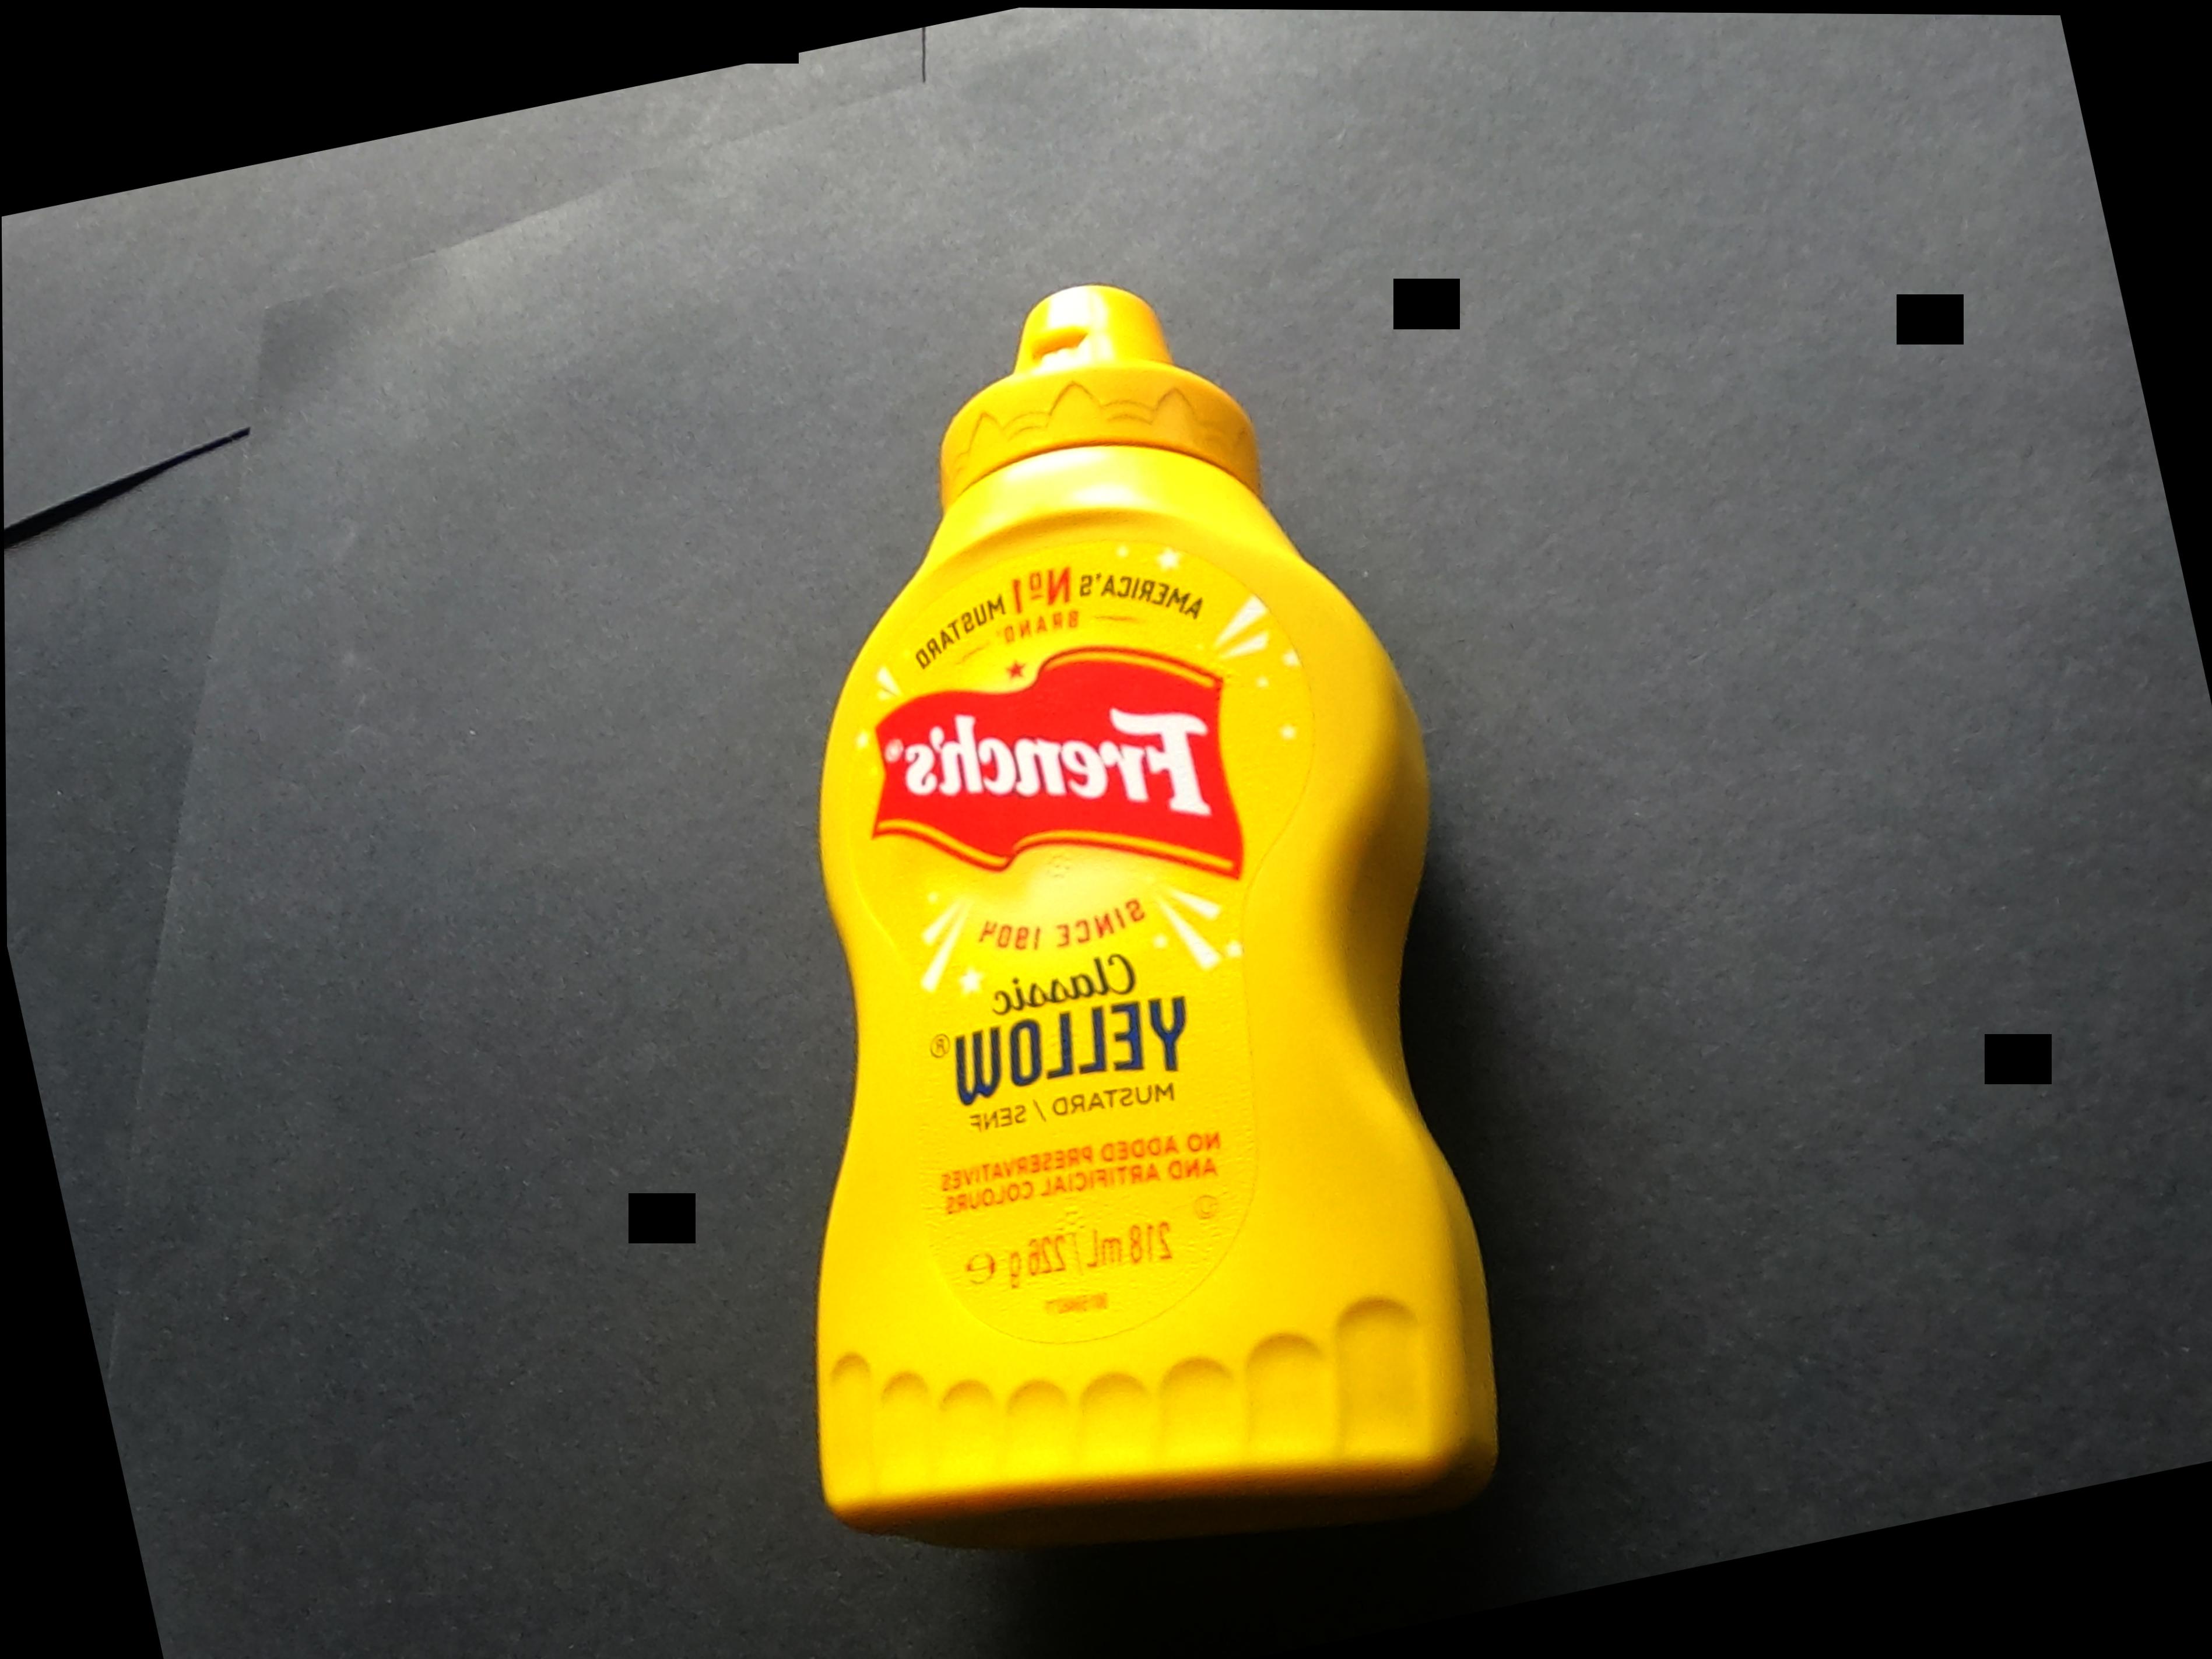 AMERICA'S Nº1 MUSTARD
BRAND*
French's®
SINCE 1904
Classic
YELLOW®
MUSTARD / SENF
NO ADDED PRESERVATIVES
AND ARTIFICIAL COLOURS
218 mL / 226 g ℮